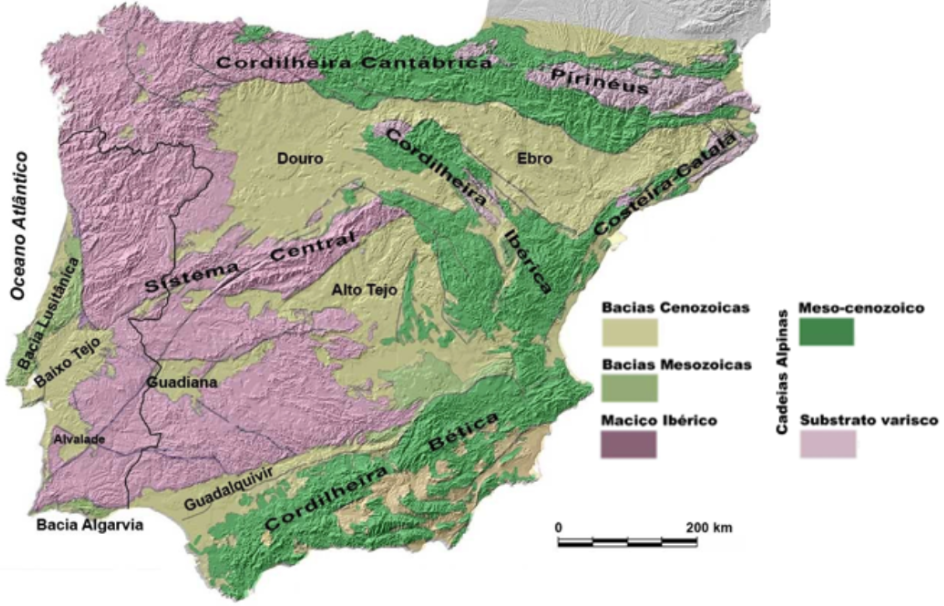 Cordilheira Cantábrica
Pirinéus
Douro
Cordilheira
Ibérica
Ebro
Costeira-Catalã
Oceano Atlântico
Sistema Central
Alto Tejo
Bacia Lusitânica
Baixo Tejo
Guadiana
Alvalade
Guadalquivir
Cordilheira Bética
Bacia Algarvia
Bacias Cenozoicas
Bacias Mesozoicas
Maciço Ibérico
Cadeias Alpinas
Meso-cenozoico
Substrato varisco
0 200 km